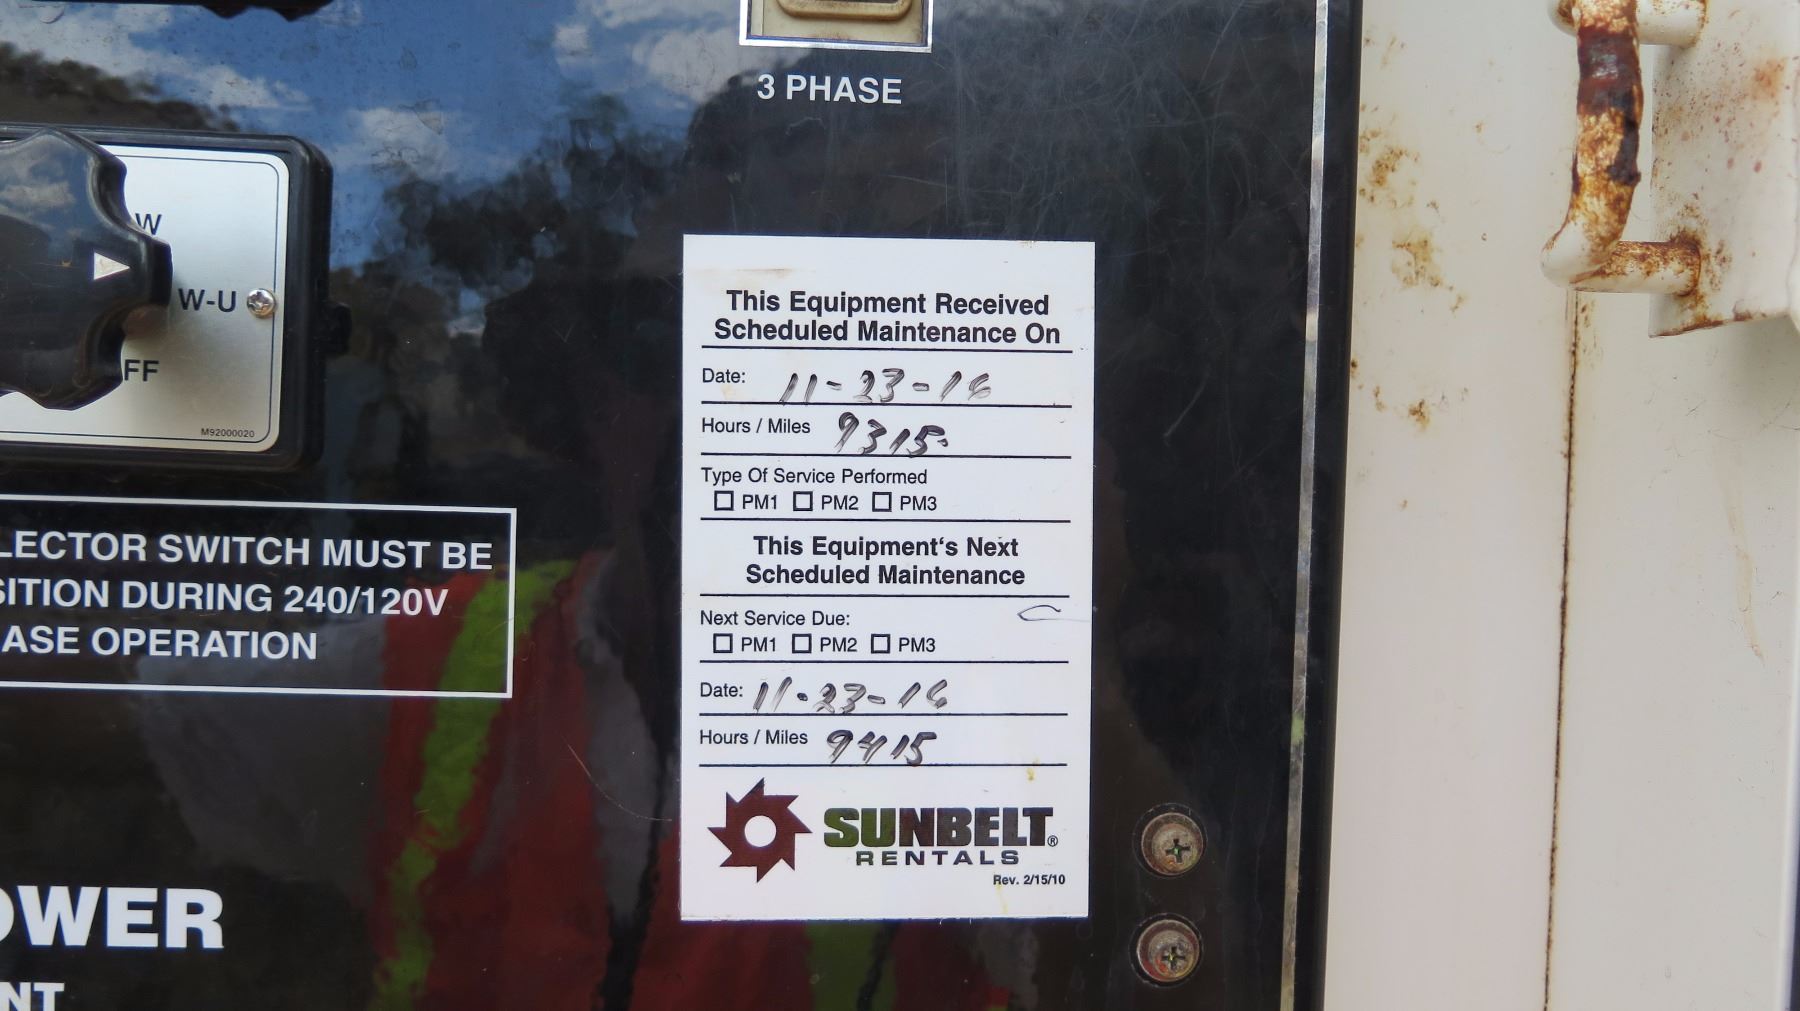 3 PHASE
W
W-U
FF
M92000020
LECTOR SWITCH MUST BE
SITION DURING 240/120V
ASE OPERATION
OWER
NT
This Equipment Received
Scheduled Maintenance On
Date: 11-23-16
Hours / Miles 9315
Type Of Service Performed
PM1 PM2 PM3
This Equipment's Next
Scheduled Maintenance
Next Service Due:
PM1 PM2 PM3
Date: 11-23-16
Hours / Miles 9415
SUNBELT®
RENTALS
Rev. 2/15/10